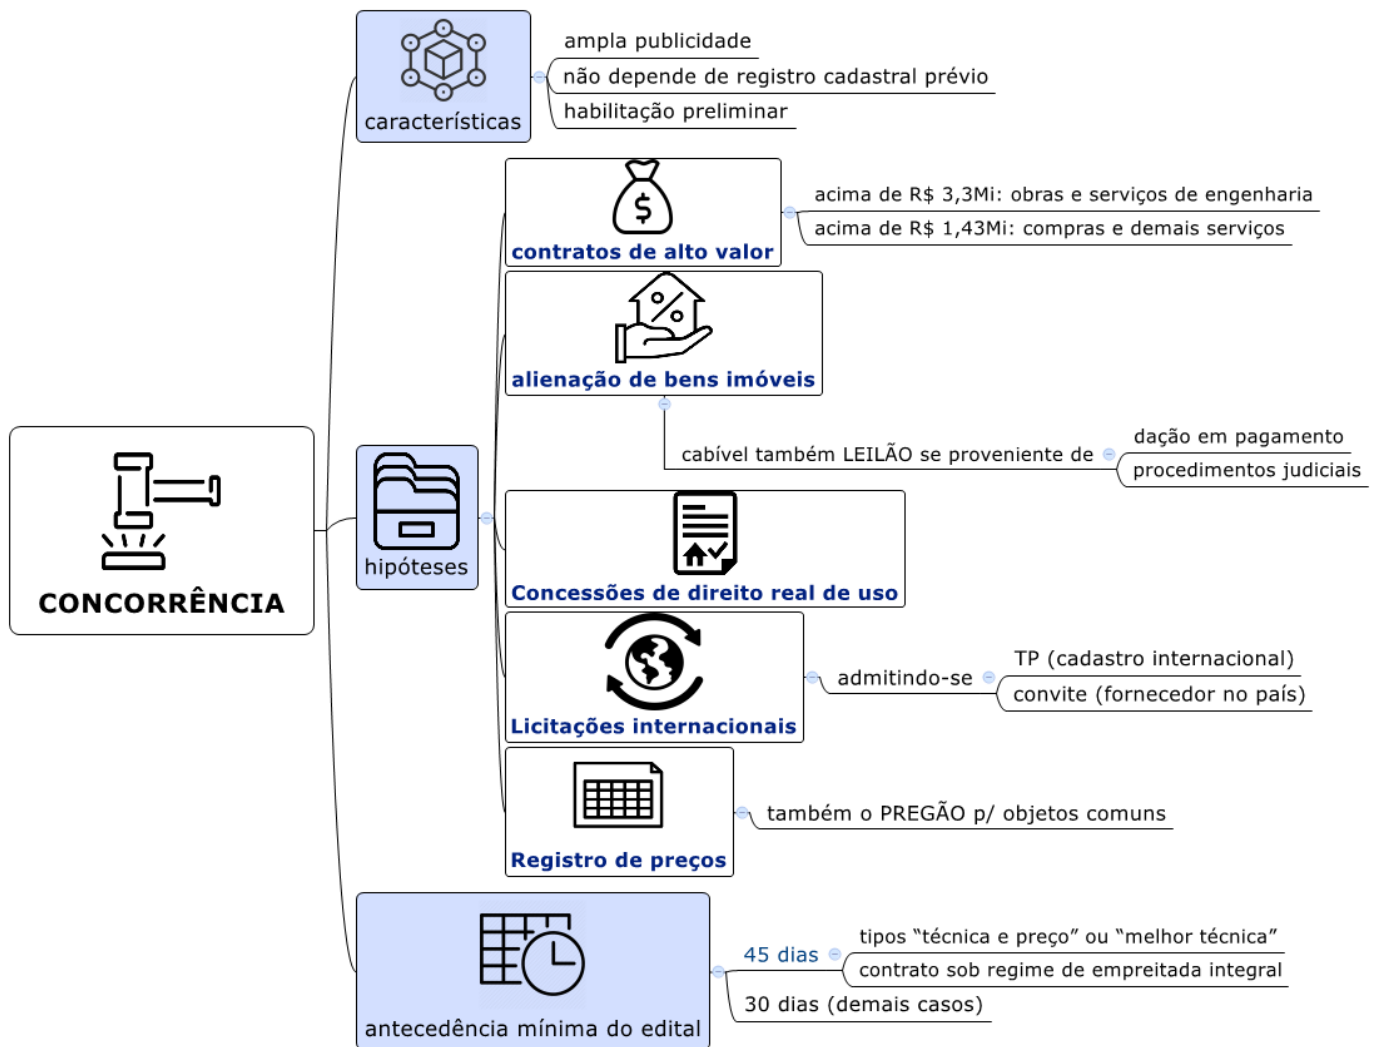 CONCORRÊNCIA
características
ampla publicidade
não depende de registro cadastral prévio
habilitação preliminar
hipóteses
$
contratos de alto valor
acima de R$ 3,3Mi: obras e serviços de engenharia
acima de R$ 1,43Mi: compras e demais serviços
%
alienação de bens imóveis
cabível também LEILÃO se proveniente de
dação em pagamento
procedimentos judiciais
Concessões de direito real de uso
Licitações internacionais
admitindo-se
TP (cadastro internacional)
convite (fornecedor no país)
Registro de preços
também o PREGÃO p/ objetos comuns
antecedência mínima do edital
45 dias
tipos “técnica e preço” ou “melhor técnica”
contrato sob regime de empreitada integral
30 dias (demais casos)